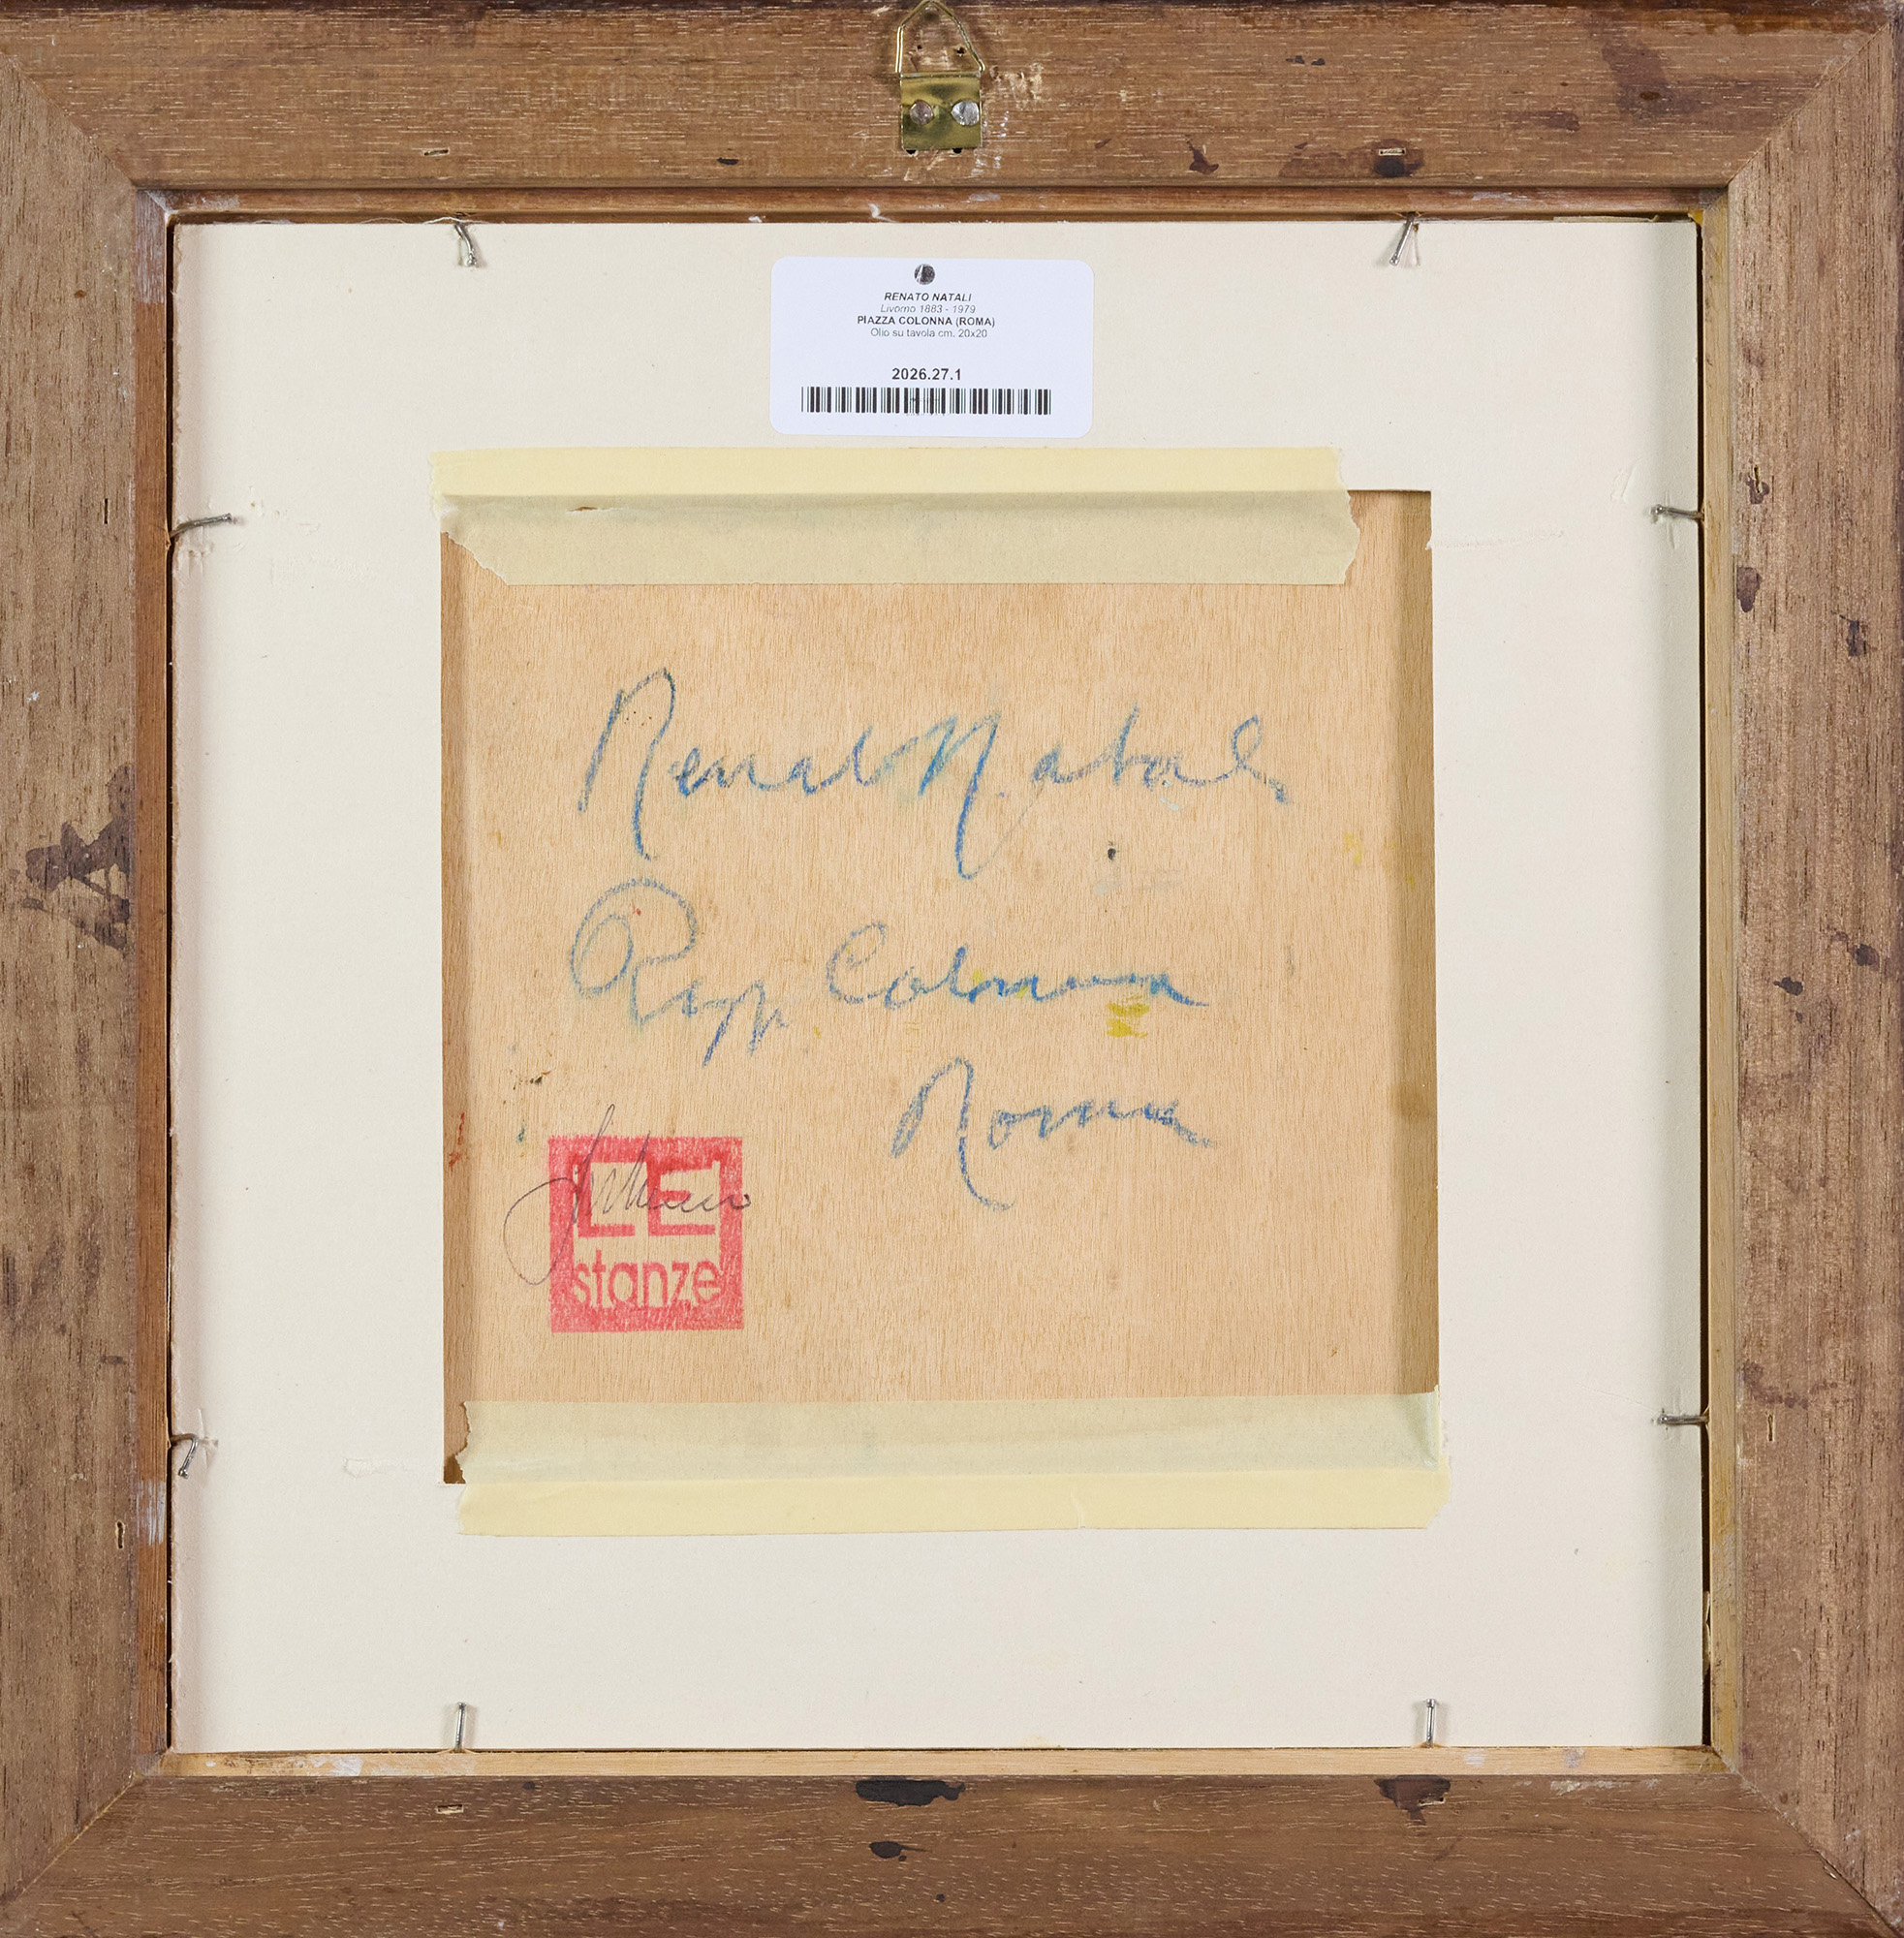 RENATO NATALI
Livorno 1883 - 1979
PIAZZA COLONNA (ROMA)
Olio su tavola cm. 20x20
2026.27.1
Renato Natali
Colonna
Roma
LE
stanze